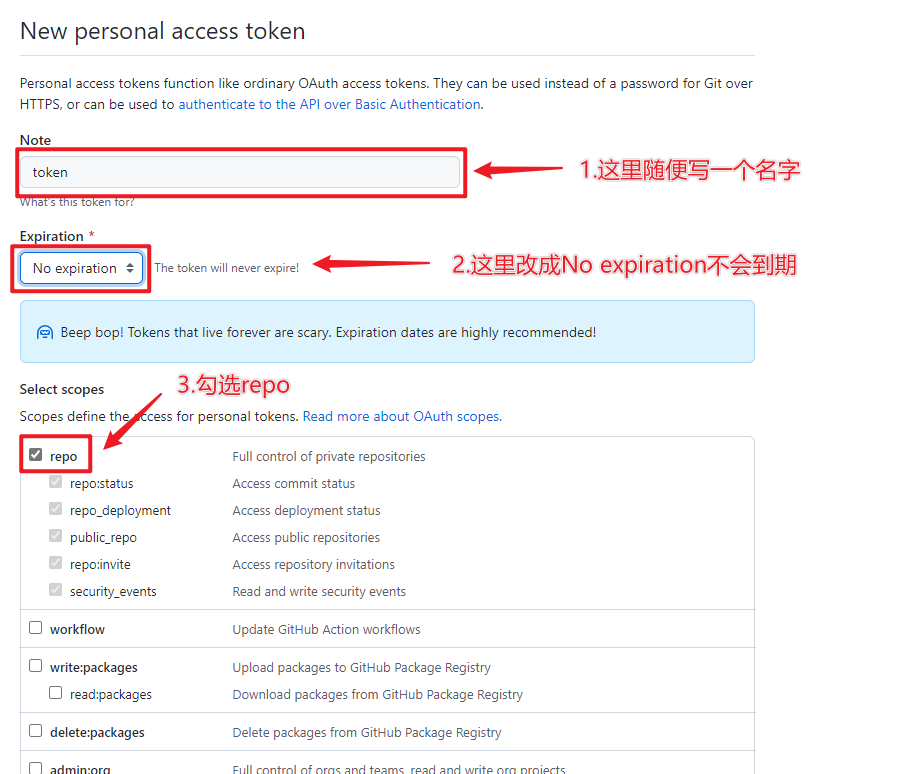 New personal access token
Personal access tokens function like ordinary OAuth access tokens. They can be used instead of a password for Git over
HTTPS, or can be used to authenticate to the API over Basic Authentication.
Note
token
1.这里随便写一个名字
What's this token for?
Expiration *
No expiration
The token will never expire!
2.这里改成No expiration不会到期
Beep bop! Tokens that live forever are scary. Expiration dates are highly recommended!
Select scopes
3.勾选repo
Scopes define the access for personal tokens. Read more about OAuth scopes.
repo Full control of private repositories
repo:status Access commit status
repo_deployment Access deployment status
public_repo Access public repositories
repo:invite Access repository invitations
security_events Read and write security events
workflow Update GitHub Action workflows
write:packages Upload packages to GitHub Package Registry
read:packages Download packages from GitHub Package Registry
delete:packages Delete packages from GitHub Package Registry
admin:org Full control of orgs and teams, read and write org projects